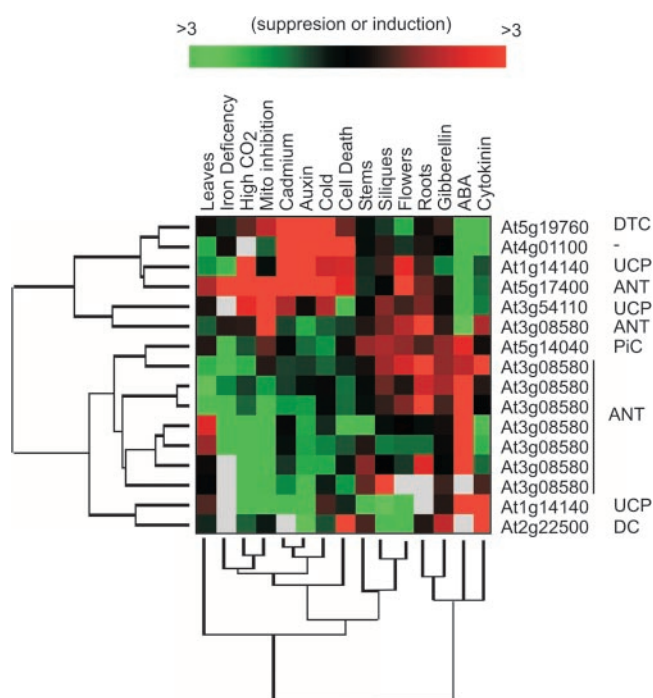 (suppresion or induction)
>3 >3
Leaves
Iron Deficency
High CO2
Mito inhibition
Cadmium
Auxin
Cold
Cell Death
Stems
Siliques
Flowers
Roots
Gibberellin
ABA
Cytokinin
At5g19760 DTC
At4g01100 -
At1g14140 UCP
At5g17400 ANT
At3g54110 UCP
At3g08580 ANT
At5g14040 PiC
At3g08580
At3g08580
At3g08580
At3g08580
At3g08580
At3g08580
At3g08580
ANT
At1g14140 UCP
At2g22500 DC